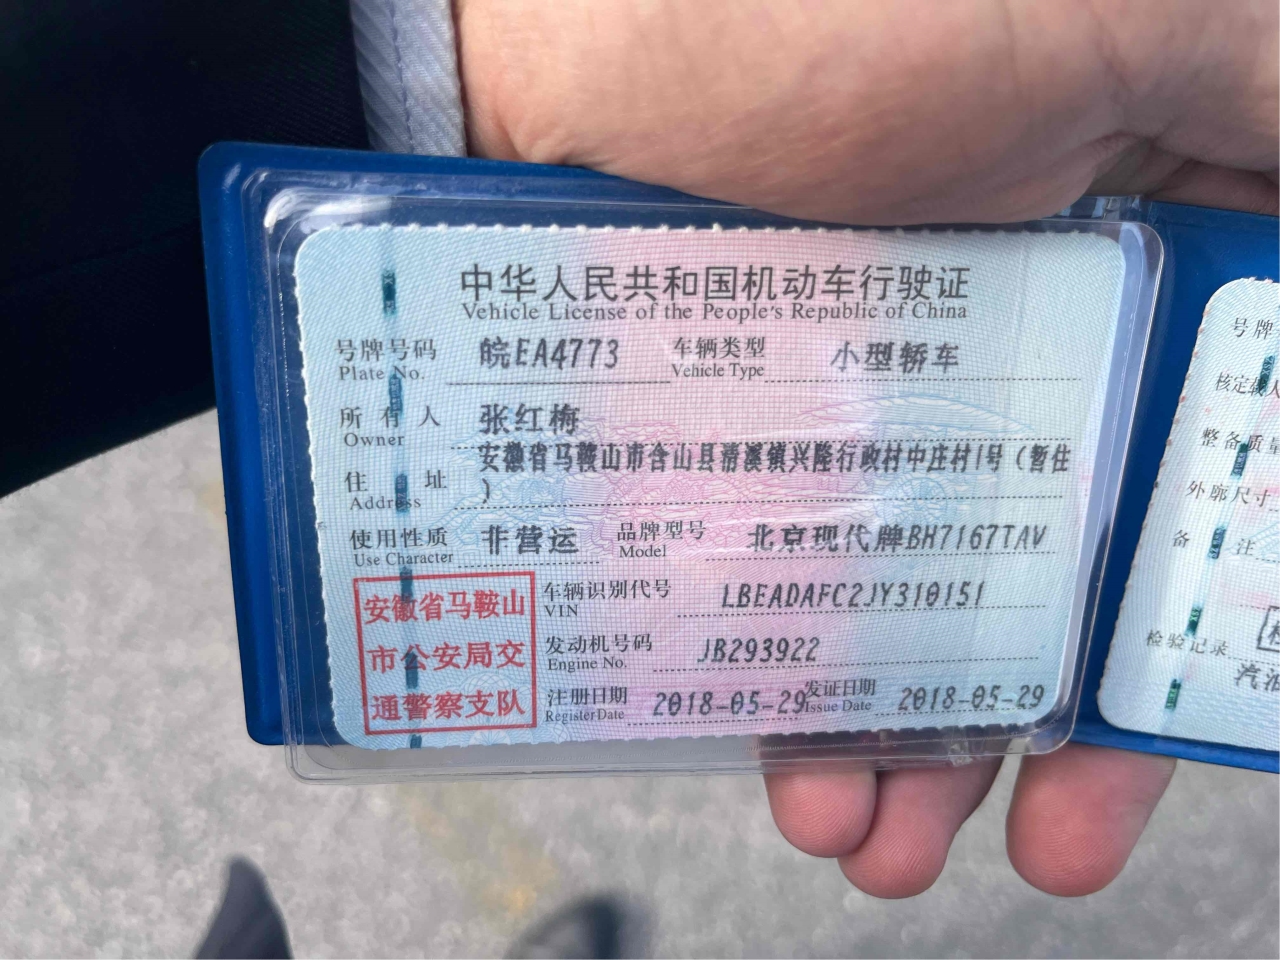 中华人民共和国机动车行驶证
Vehicle License of the People's Republic of China
号牌号码 皖EA4773 车辆类型 小型轿车
Plate No. Vehicle Type
所有人 张红梅
Owner
住址 安徽省马鞍山市含山县清溪镇兴隆行政村中庄村1号（暂住
Address ）
使用性质 非营运 品牌型号 北京现代牌BH7167TAV
Use Character Model
安徽省马鞍山
市公安局交
通警察支队
车辆识别代号 LBEADAFC2JY310151
VIN
发动机号码 JB293922
Engine No.
注册日期 2018-05-29 发证日期 2018-05-29
Register Date Issue Date
号牌
核定载人
整备质量
外廓尺寸
备注
检验记录